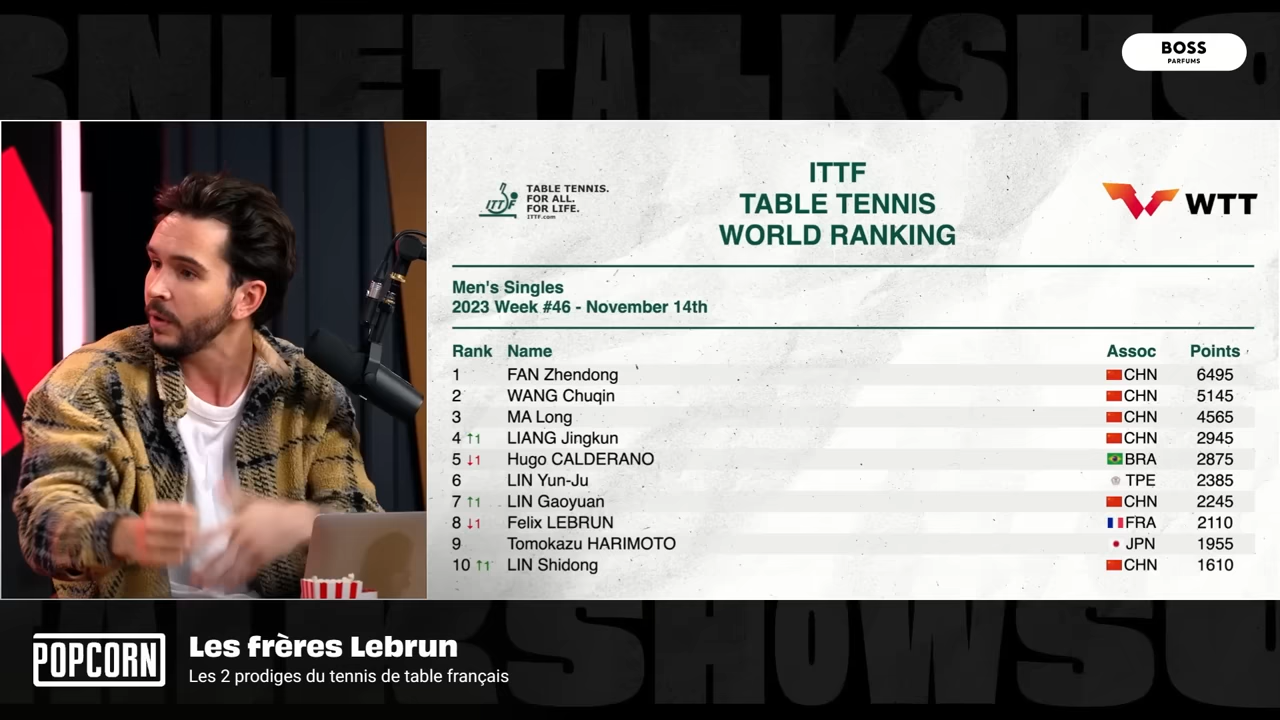 BOSS
PARFUMS
ITTF
TABLE TENNIS.
FOR ALL.
FOR LIFE.
ITTF.com
ITTF
TABLE TENNIS
WORLD RANKING
WTT
Men's Singles
2023 Week #46 - November 14th
Rank Name Assoc Points
1 FAN Zhendong CHN 6495
2 WANG Chuqin CHN 5145
3 MA Long CHN 4565
4 ↑1 LIANG Jingkun CHN 2945
5 ↓1 Hugo CALDERANO BRA 2875
6 LIN Yun-Ju TPE 2385
7 ↑1 LIN Gaoyuan CHN 2245
8 ↓1 Felix LEBRUN FRA 2110
9 Tomokazu HARIMOTO JPN 1955
10 ↑1 LIN Shidong CHN 1610
POPCORN
Les frères Lebrun
Les 2 prodiges du tennis de table français